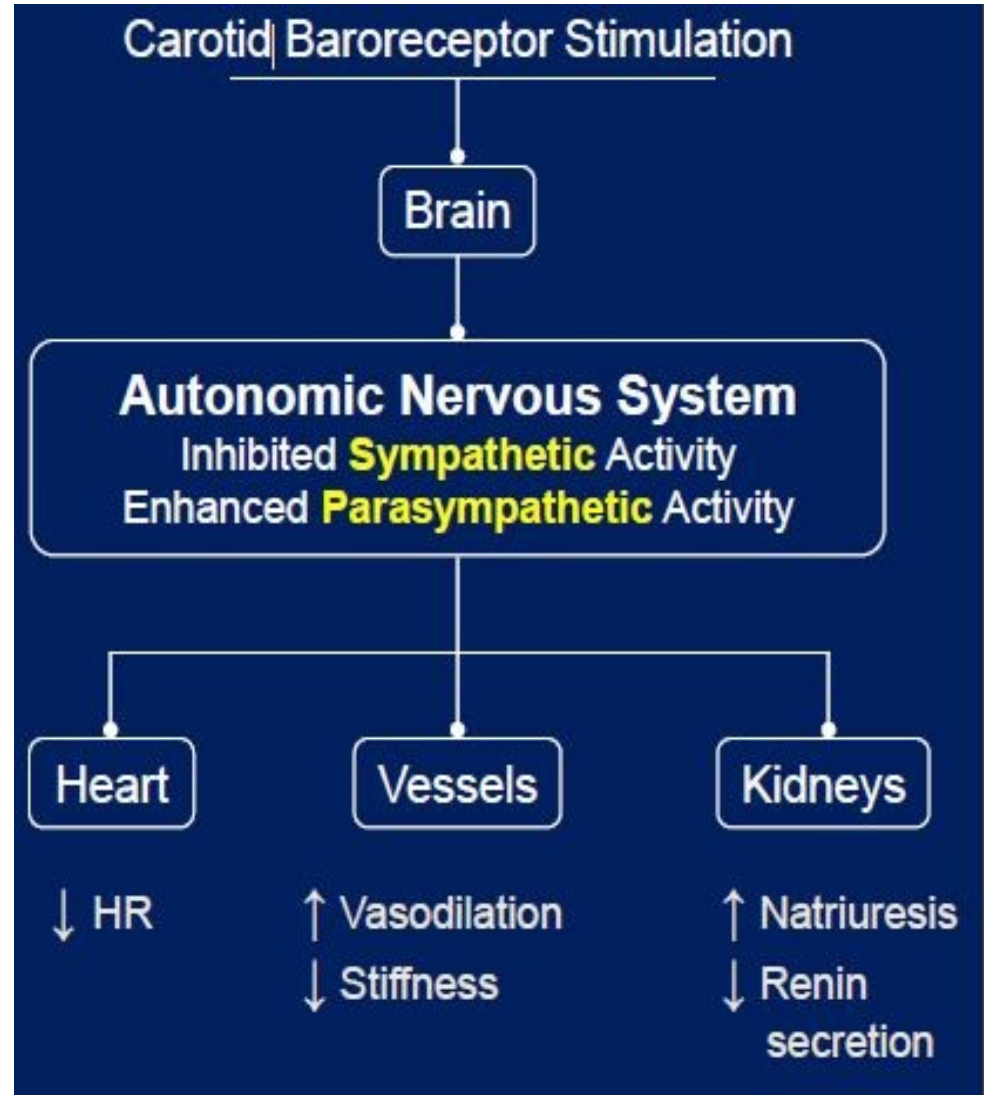 Carotid Baroreceptor Stimulation
Brain
Autonomic Nervous System
Inhibited Sympathetic Activity
Enhanced Parasympathetic Activity
Heart
Vessels
Kidneys
↓ HR
↑ Vasodilation
↑ Natriuresis
↓ Stiffness
↓ Renin
secretion